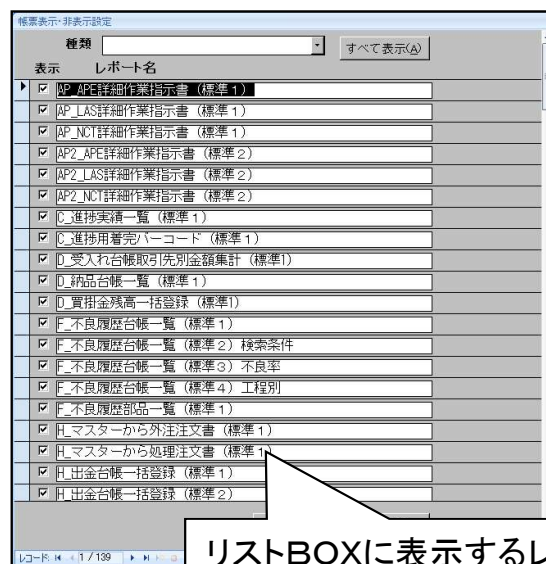 帳票表示・非表示設定
種類
すべて表示(A)
表示 レポート名
AP_APE詳細作業指示書（標準１）
AP_LAS詳細作業指示書（標準１）
AP_NCT詳細作業指示書（標準１）
AP2_APE詳細作業指示書（標準２）
AP2_LAS詳細作業指示書（標準２）
AP2_NCT詳細作業指示書（標準２）
C_進捗実績一覧（標準１）
C_進捗用着完バーコード（標準１）
D_受入れ台帳取引先別金額集計（標準1）
D_納品台帳一覧（標準１）
D_買掛金残高一括登録（標準1）
F_不良履歴台帳一覧（標準１）
F_不良履歴台帳一覧（標準２）検索条件
F_不良履歴台帳一覧（標準３）不良率
F_不良履歴台帳一覧（標準４）工程別
F_不良履歴部品一覧（標準１）
H_マスターから外注注文書（標準１）
H_マスターから処理注文書（標準１）
H_出金台帳一括登録（標準１）
H_出金台帳一括登録（標準２）
リストBOXに表示するレ
レコード: 1 / 139